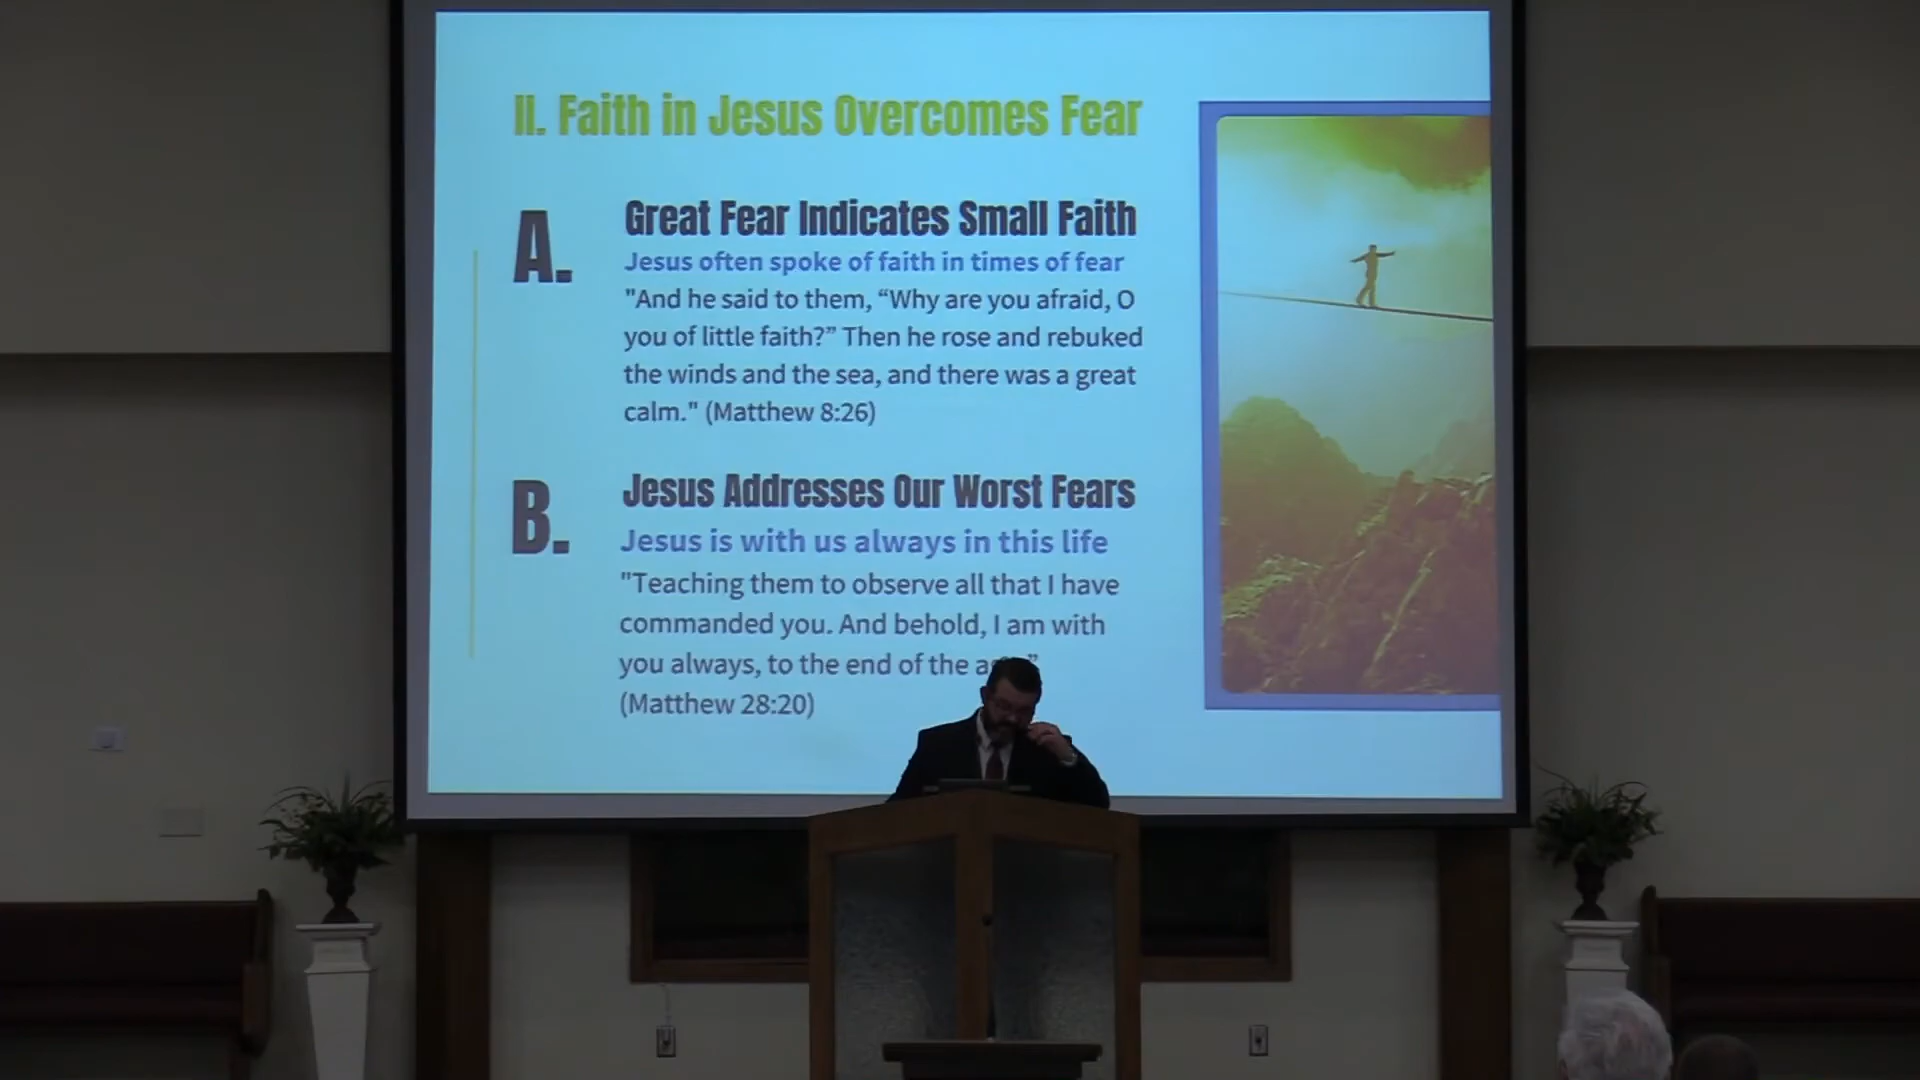 II. Faith in Jesus Overcomes Fear
A.
Great Fear Indicates Small Faith
Jesus often spoke of faith in times of fear
"And he said to them, “Why are you afraid, O
you of little faith?” Then he rose and rebuked
the winds and the sea, and there was a great
calm." (Matthew 8:26)
B.
Jesus Addresses Our Worst Fears
Jesus is with us always in this life
"Teaching them to observe all that I have
commanded you. And behold, I am with
you always, to the end of the
(Matthew 28:20)